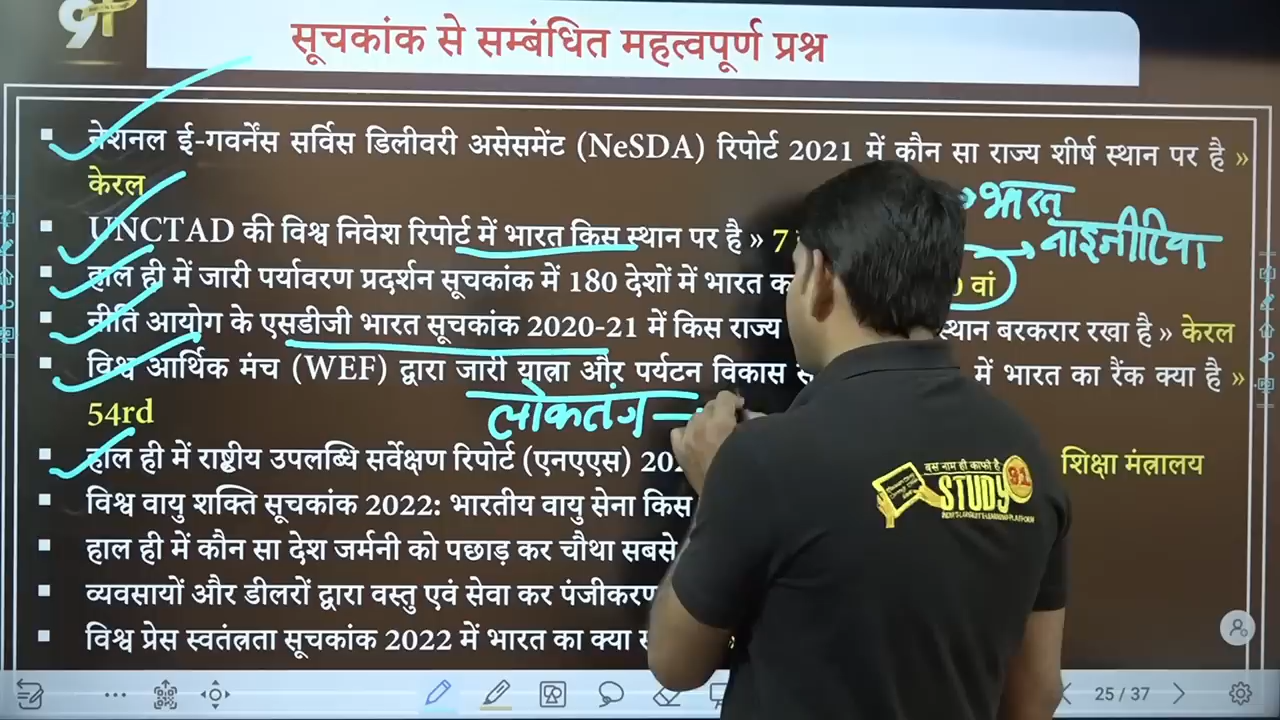 91
सूचकांक से सम्बंधित महत्वपूर्ण प्रश्न
▪ नेशनल ई-गवर्नेंस सर्विस डिलीवरी असेसमेंट (NeSDA) रिपोर्ट 2021 में कौन सा राज्य शीर्ष स्थान पर है »
केरल
भारत
▪ UNCTAD की विश्व निवेश रिपोर्ट में भारत किस स्थान पर है » 7
नाइजीरिया
▪ हाल ही में जारी पर्यावरण प्रदर्शन सूचकांक में 180 देशों में भारत वां
▪ नीति आयोग के एसडीजी भारत सूचकांक 2020-21 में किस राज्य स्थान बरकरार रखा है » केरल
▪ विश्व आर्थिक मंच (WEF) द्वारा जारी यात्रा और पर्यटन विकास में भारत का रैंक क्या है »
54rd
लोकतंत्र
▪ हाल ही में राष्ट्रीय उपलब्धि सर्वेक्षण रिपोर्ट (एनएएस) शिक्षा मंत्रालय
▪ विश्व वायु शक्ति सूचकांक 2022: भारतीय वायु सेना किस
▪ हाल ही में कौन सा देश जर्मनी को पछाड़ कर चौथा सबसे
▪ व्यवसायों और डीलरों द्वारा वस्तु एवं सेवा कर
▪ विश्व प्रेस स्वतंत्रता सूचकांक 2022 में भारत का क्या
बस नाम ही काफी है
STUDY 91
25 / 37